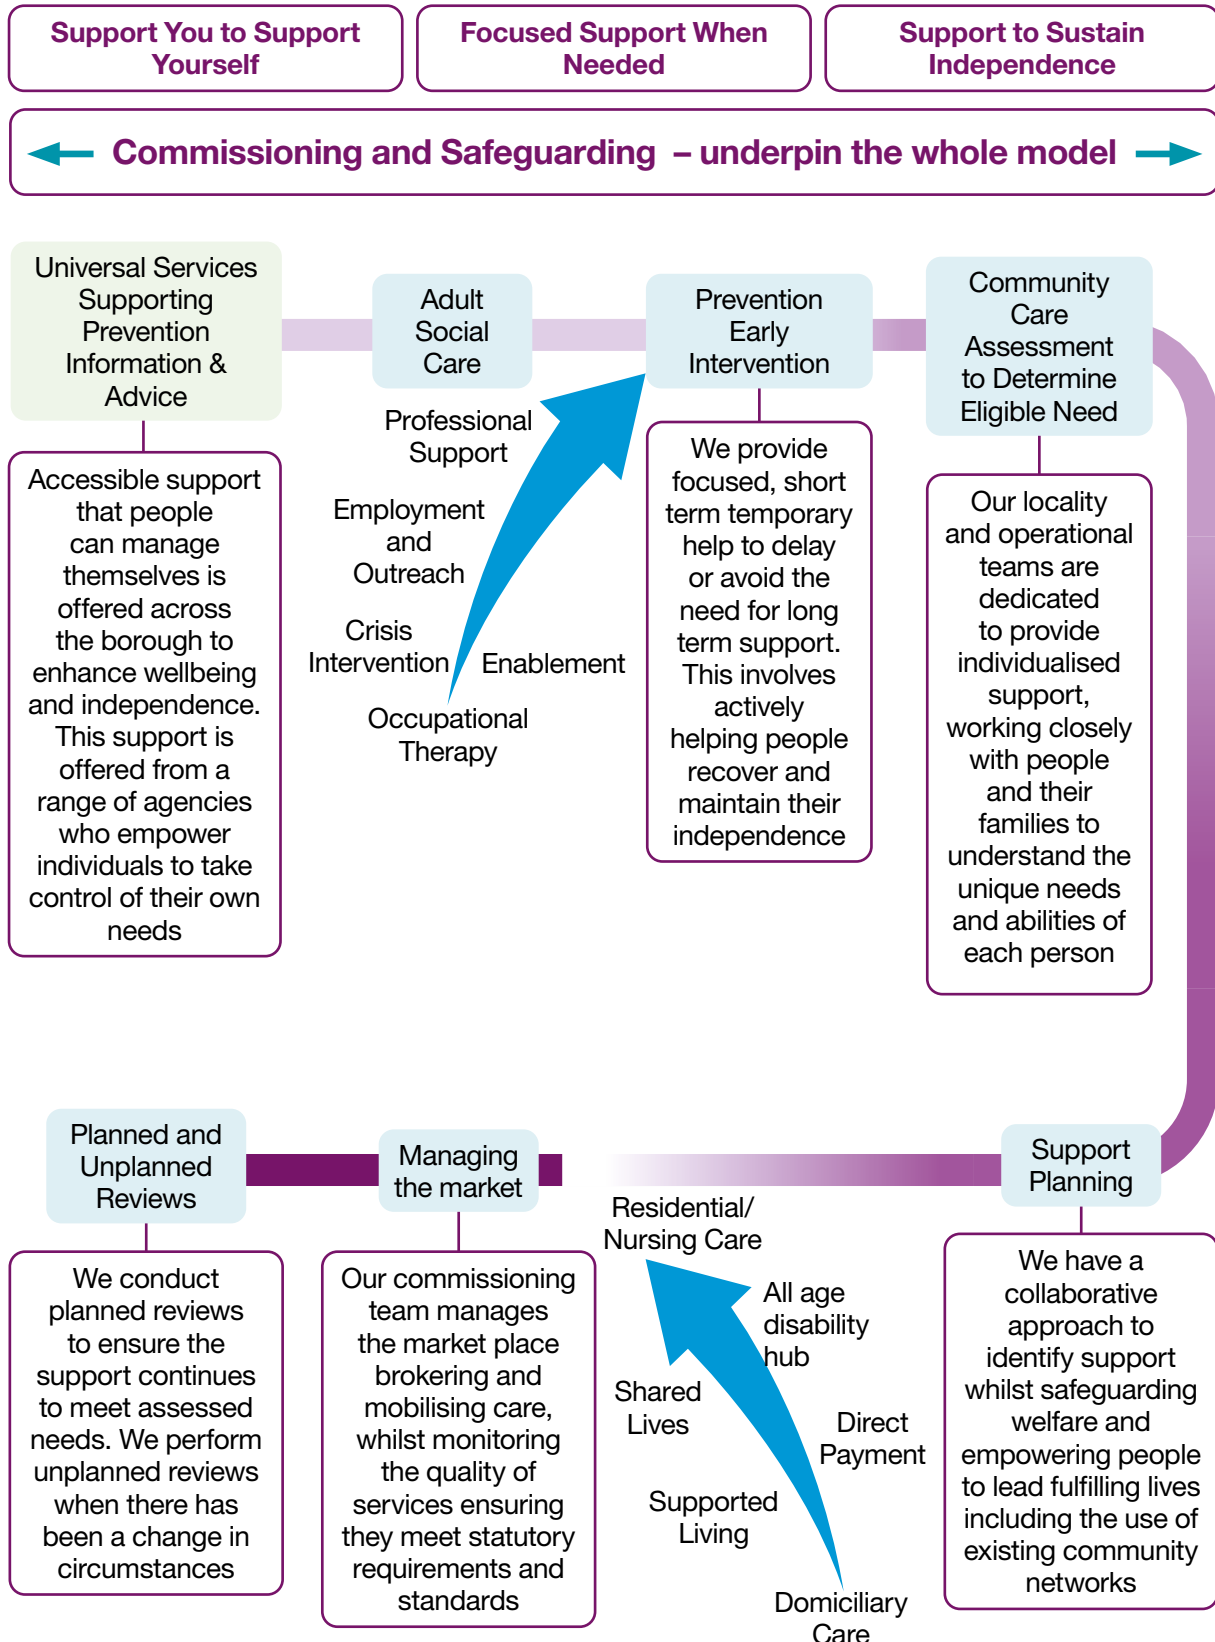 Support You to Support
Yourself
Focused Support When
Needed
Support to Sustain
Independence
Commissioning and Safeguarding – underpin the whole model
Universal Services
Supporting
Prevention
Information &
Advice
Adult
Social
Care
Prevention
Early
Intervention
Community
Care
Assessment
to Determine
Eligible Need
Accessible support
that people
can manage
themselves is
offered across
the borough to
enhance wellbeing
and independence.
This support is
offered from a
range of agencies
who empower
individuals to take
control of their own
needs
Professional
Support
Employment
and
Outreach
Crisis
Intervention
Enablement
Occupational
Therapy
We provide
focused, short
term temporary
help to delay
or avoid the
need for long
term support.
This involves
actively
helping people
recover and
maintain their
independence
Our locality
and operational
teams are
dedicated
to provide
individualised
support,
working closely
with people
and their
families to
understand the
unique needs
and abilities of
each person
Planned and
Unplanned
Reviews
Managing
the market
Support
Planning
We conduct
planned reviews
to ensure the
support continues
to meet assessed
needs. We perform
unplanned reviews
when there has
been a change in
circumstances
Our commissioning
team manages
the market place
brokering and
mobilising care,
whilst monitoring
the quality of
services ensuring
they meet statutory
requirements and
standards
Residential/
Nursing Care
All age
disability
hub
Shared
Lives
Direct
Payment
Supported
Living
Domiciliary
Care
We have a
collaborative
approach to
identify support
whilst safeguarding
welfare and
empowering people
to lead fulfilling lives
including the use of
existing community
networks